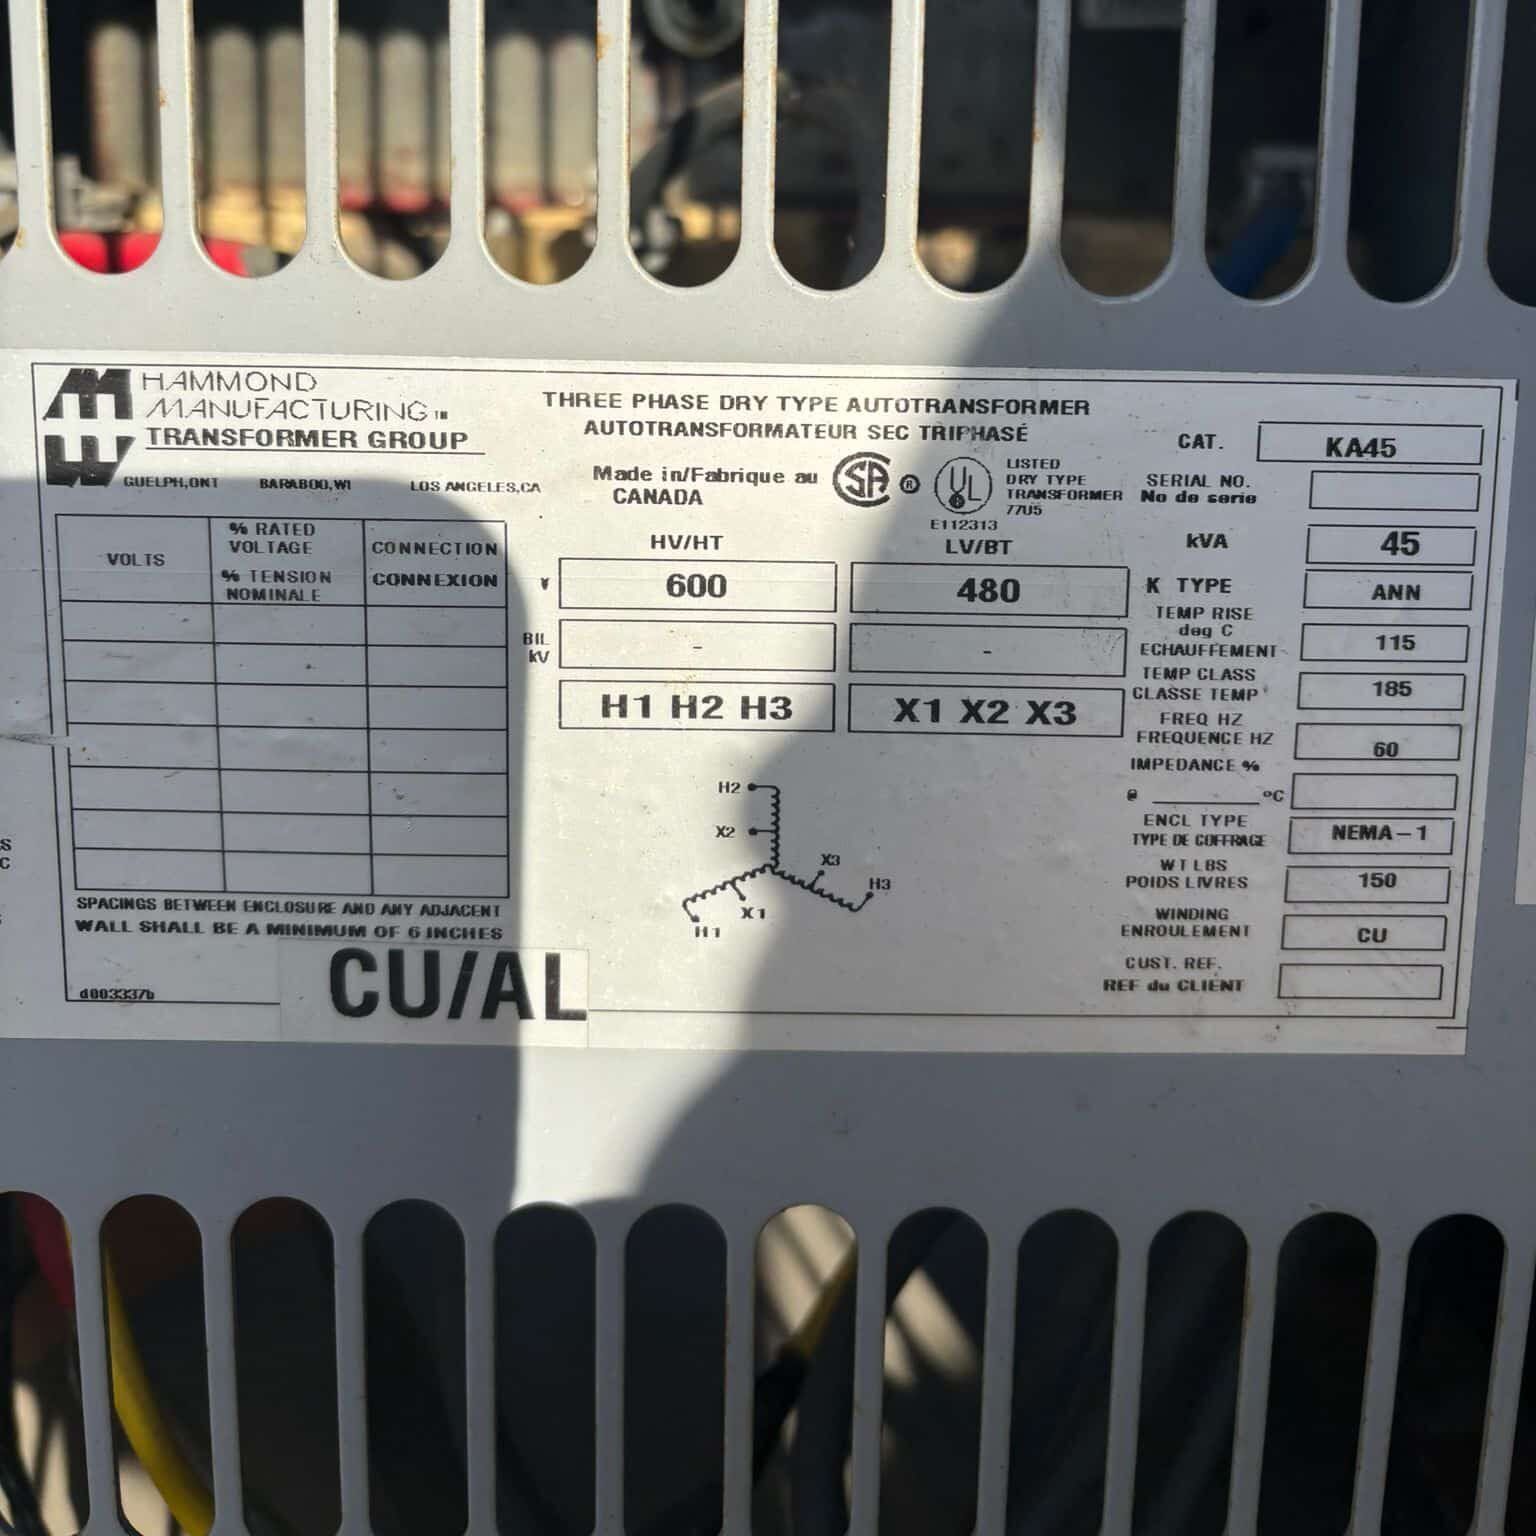 HAMMOND
MANUFACTURING TM
TRANSFORMER GROUP
GUELPH,ONT BARABOO,WI LOS ANGELES,CA
THREE PHASE DRY TYPE AUTOTRANSFORMER
AUTOTRANSFORMATEUR SEC TRIPHASÉ
Made in/Fabrique au
CANADA
SA ®
UL
LISTED
DRY TYPE
TRANSFORMER
77U5
E112313
CAT. KA45
SERIAL NO.
No de serie
VOLTS
% RATED
VOLTAGE
% TENSION
NOMINALE
CONNECTION
CONNEXION
HV/HT LV/BT
V 600 480
BIL
kV - -
H1 H2 H3 X1 X2 X3
kVA 45
K TYPE ANN
TEMP RISE
deg C
ECHAUFFEMENT 115
TEMP CLASS
CLASSE TEMP 185
FREQ HZ
FREQUENCE HZ 60
IMPEDANCE %
@ ________ °C
ENCL TYPE
TYPE DE COFFRAGE NEMA-1
WT LBS
POIDS LIVRES 150
WINDING
ENROULEMENT CU
CUST. REF.
REF du CLIENT
H2
X2
X3
H3
X1
H1
SPACINGS BETWEEN ENCLOSURE AND ANY ADJACENT
WALL SHALL BE A MINIMUM OF 6 INCHES
d003337b
CU/AL
S
C